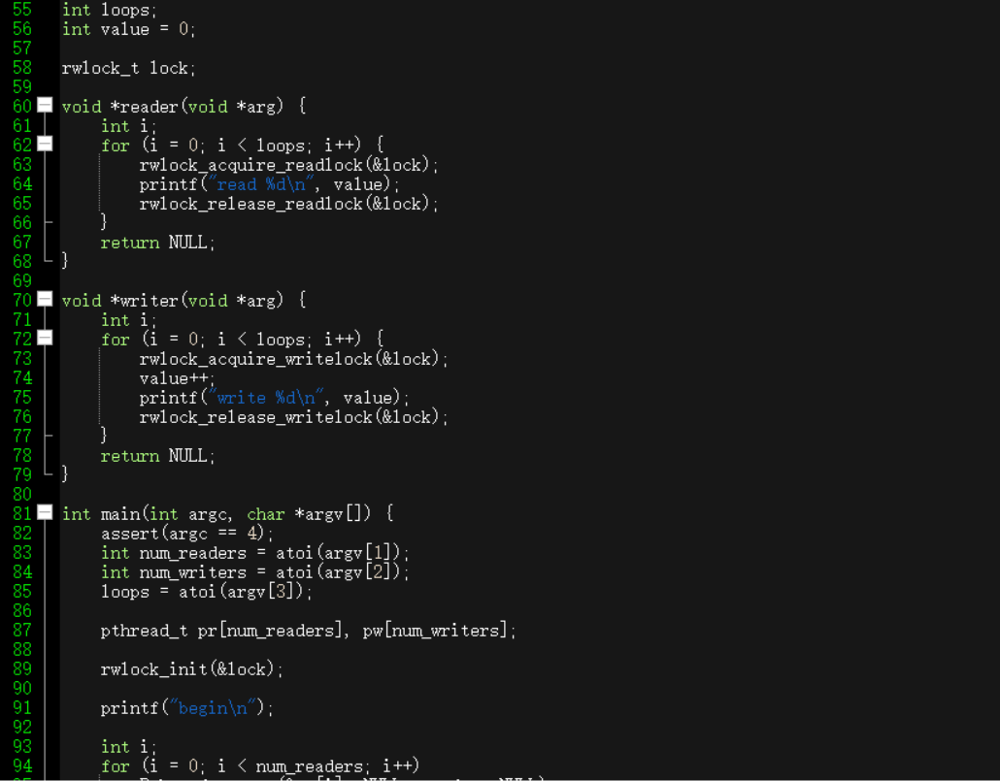 55 int loops;
56 int value = 0;
57
58 rwlock_t lock;
59
60 void *reader(void *arg) {
61     int i;
62     for (i = 0; i < loops; i++) {
63         rwlock_acquire_readlock(&lock);
64         printf("read %d\n", value);
65         rwlock_release_readlock(&lock);
66     }
67     return NULL;
68 }
69
70 void *writer(void *arg) {
71     int i;
72     for (i = 0; i < loops; i++) {
73         rwlock_acquire_writelock(&lock);
74         value++;
75         printf("write %d\n", value);
76         rwlock_release_writelock(&lock);
77     }
78     return NULL;
79 }
80
81 int main(int argc, char *argv[]) {
82     assert(argc == 4);
83     int num_readers = atoi(argv[1]);
84     int num_writers = atoi(argv[2]);
85     loops = atoi(argv[3]);
86
87     pthread_t pr[num_readers], pw[num_writers];
88
89     rwlock_init(&lock);
90
91     printf("begin\n");
92
93     int i;
94     for (i = 0; i < num_readers; i++)